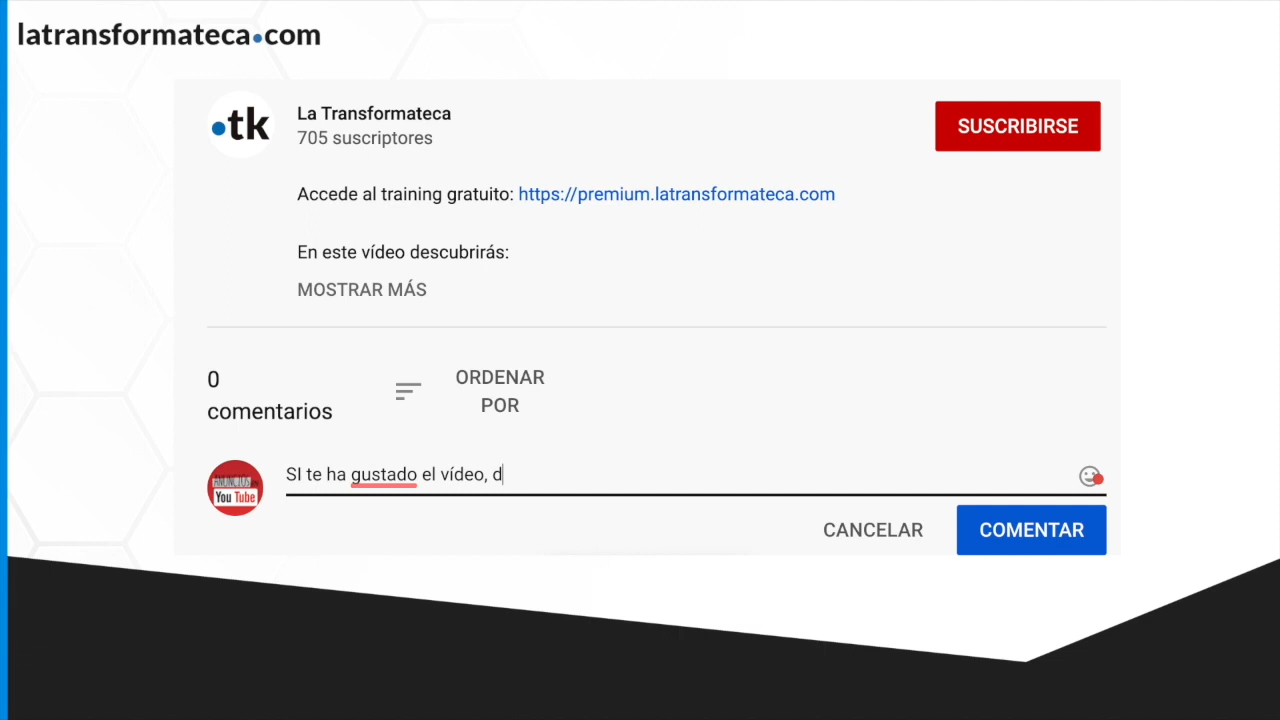 latransformateca.com
.tk
La Transformateca
705 suscriptores
SUSCRIBIRSE
Accede al training gratuito: https://premium.latransformateca.com
En este vídeo descubrirás:
MOSTRAR MÁS
0
comentarios
ORDENAR
POR
ANUNCIOS
You Tube
SI te ha gustado el vídeo, d
CANCELAR
COMENTAR